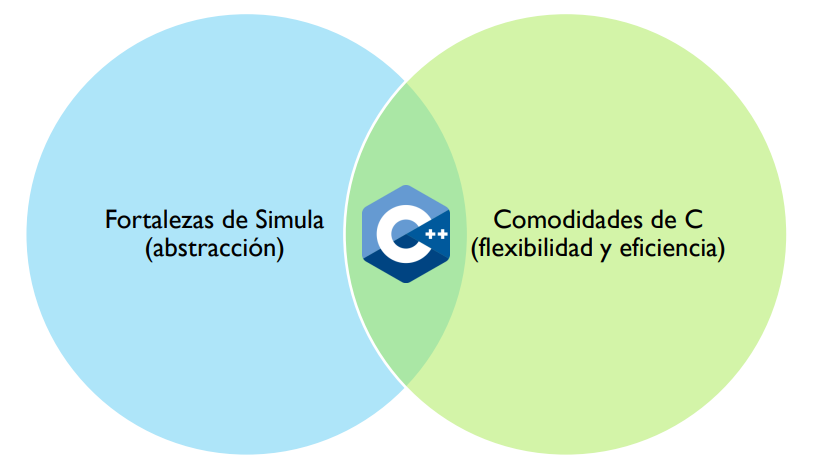 Fortalezas de Simula
(abstracción)
C++
Comodidades de C
(flexibilidad y eficiencia)